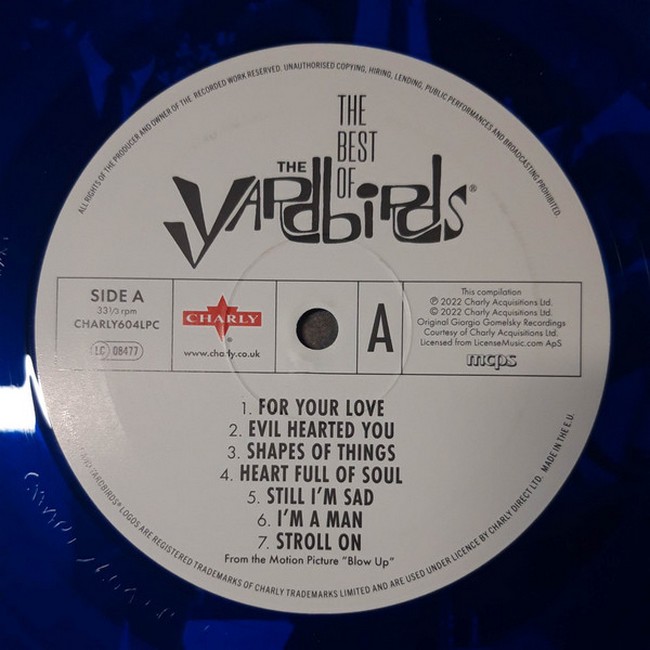 ALL RIGHTS OF THE PRODUCER AND OWNER OF THE RECORDED WORK RESERVED. UNAUTHORISED COPYING, HIRING, LENDING, PUBLIC PERFORMANCES AND BROADCASTING PROHIBITED.
THE
BEST
OF
THE
YARDBIRDS®
SIDE A
33 1/3 rpm
CHARLY604LPC
LC 08477
CHARLY®
www.charly.co.uk
A
This compilation
℗ 2022 Charly Acquisitions Ltd.
© 2022 Charly Acquisitions Ltd.
Original Giorgio Gomelsky Recordings
Courtesy of Charly Acquisitions Ltd.
Licensed from LicenseMusic.com ApS
mcps
1. FOR YOUR LOVE
2. EVIL HEARTED YOU
3. SHAPES OF THINGS
4. HEART FULL OF SOUL
5. STILL I'M SAD
6. I'M A MAN
7. STROLL ON
From the Motion Picture "Blow Up"
YARDBIRDS® LOGOS ARE REGISTERED TRADEMARKS OF CHARLY TRADEMARKS LIMITED AND ARE USED UNDER LICENCE BY CHARLY DIRECT LTD. MADE IN THE E.U.